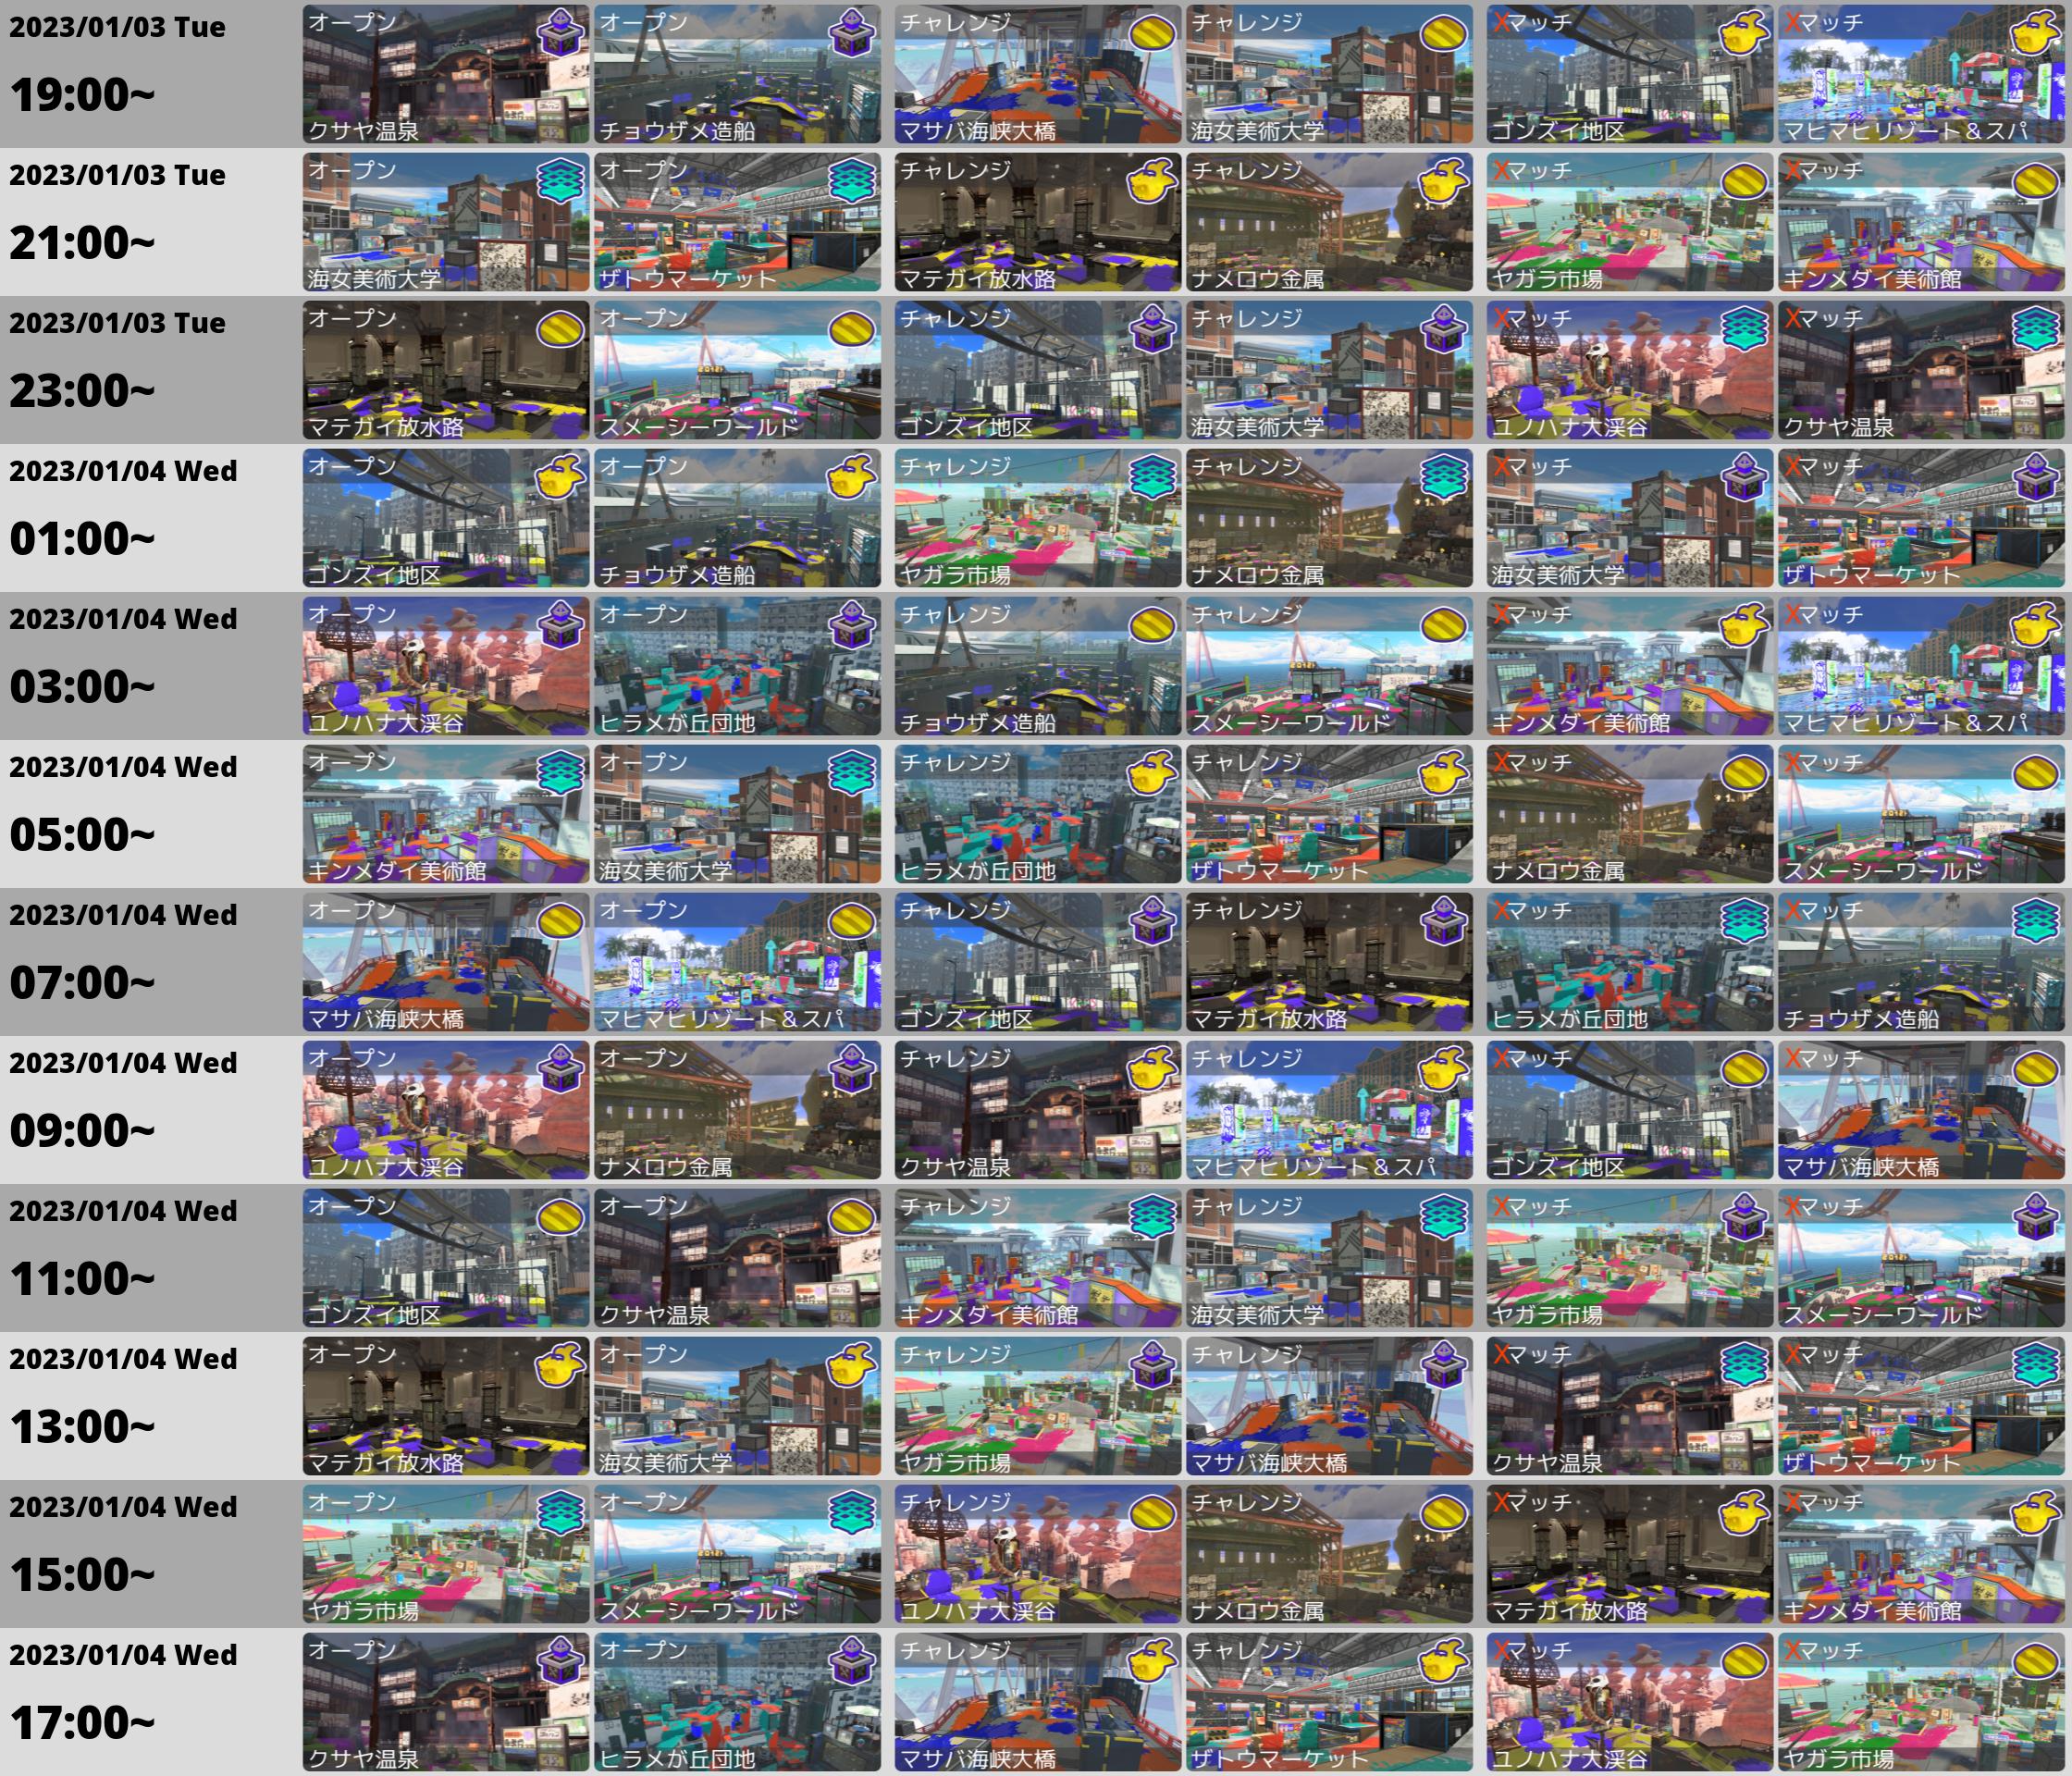 2023/01/03 Tue
19:00~
オープン オープン チャレンジ チャレンジ Xマッチ Xマッチ
クサヤ温泉 チョウザメ造船 マサバ海峡大橋 海女美術大学 ゴンズイ地区 マヒマヒリゾート＆スパ
2023/01/03 Tue
21:00~
オープン オープン チャレンジ チャレンジ Xマッチ Xマッチ
海女美術大学 ザトウマーケット マテガイ放水路 ナメロウ金属 ヤガラ市場 キンメダイ美術館
2023/01/03 Tue
23:00~
オープン オープン チャレンジ チャレンジ Xマッチ Xマッチ
マテガイ放水路 スメーシーワールド ゴンズイ地区 海女美術大学 ユノハナ大渓谷 クサヤ温泉
2023/01/04 Wed
01:00~
オープン オープン チャレンジ チャレンジ Xマッチ Xマッチ
ゴンズイ地区 チョウザメ造船 ヤガラ市場 ナメロウ金属 海女美術大学 ザトウマーケット
2023/01/04 Wed
03:00~
オープン オープン チャレンジ チャレンジ Xマッチ Xマッチ
ユノハナ大渓谷 ヒラメが丘団地 チョウザメ造船 スメーシーワールド キンメダイ美術館 マヒマヒリゾート＆スパ
2023/01/04 Wed
05:00~
オープン オープン チャレンジ チャレンジ Xマッチ Xマッチ
キンメダイ美術館 海女美術大学 ヒラメが丘団地 ザトウマーケット ナメロウ金属 スメーシーワールド
2023/01/04 Wed
07:00~
オープン オープン チャレンジ チャレンジ Xマッチ Xマッチ
マサバ海峡大橋 マヒマヒリゾート＆スパ ゴンズイ地区 マテガイ放水路 ヒラメが丘団地 チョウザメ造船
2023/01/04 Wed
09:00~
オープン オープン チャレンジ チャレンジ Xマッチ Xマッチ
ユノハナ大渓谷 ナメロウ金属 クサヤ温泉 マヒマヒリゾート＆スパ ゴンズイ地区 マサバ海峡大橋
2023/01/04 Wed
11:00~
オープン オープン チャレンジ チャレンジ Xマッチ Xマッチ
ゴンズイ地区 クサヤ温泉 キンメダイ美術館 海女美術大学 ヤガラ市場 スメーシーワールド
2023/01/04 Wed
13:00~
オープン オープン チャレンジ チャレンジ Xマッチ Xマッチ
マテガイ放水路 海女美術大学 ヤガラ市場 マサバ海峡大橋 クサヤ温泉 ザトウマーケット
2023/01/04 Wed
15:00~
オープン オープン チャレンジ チャレンジ Xマッチ Xマッチ
ヤガラ市場 スメーシーワールド ユノハナ大渓谷 ナメロウ金属 マテガイ放水路 キンメダイ美術館
2023/01/04 Wed
17:00~
オープン オープン チャレンジ チャレンジ Xマッチ Xマッチ
クサヤ温泉 ヒラメが丘団地 マサバ海峡大橋 ザトウマーケット ユノハナ大渓谷 ヤガラ市場